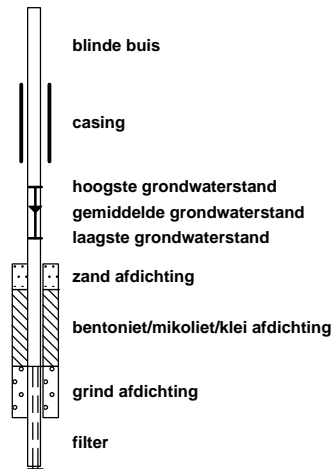 blinde buis
casing
hoogste grondwaterstand
gemiddelde grondwaterstand
laagste grondwaterstand
zand afdichting
bentoniet/mikoliet/klei afdichting
grind afdichting
filter